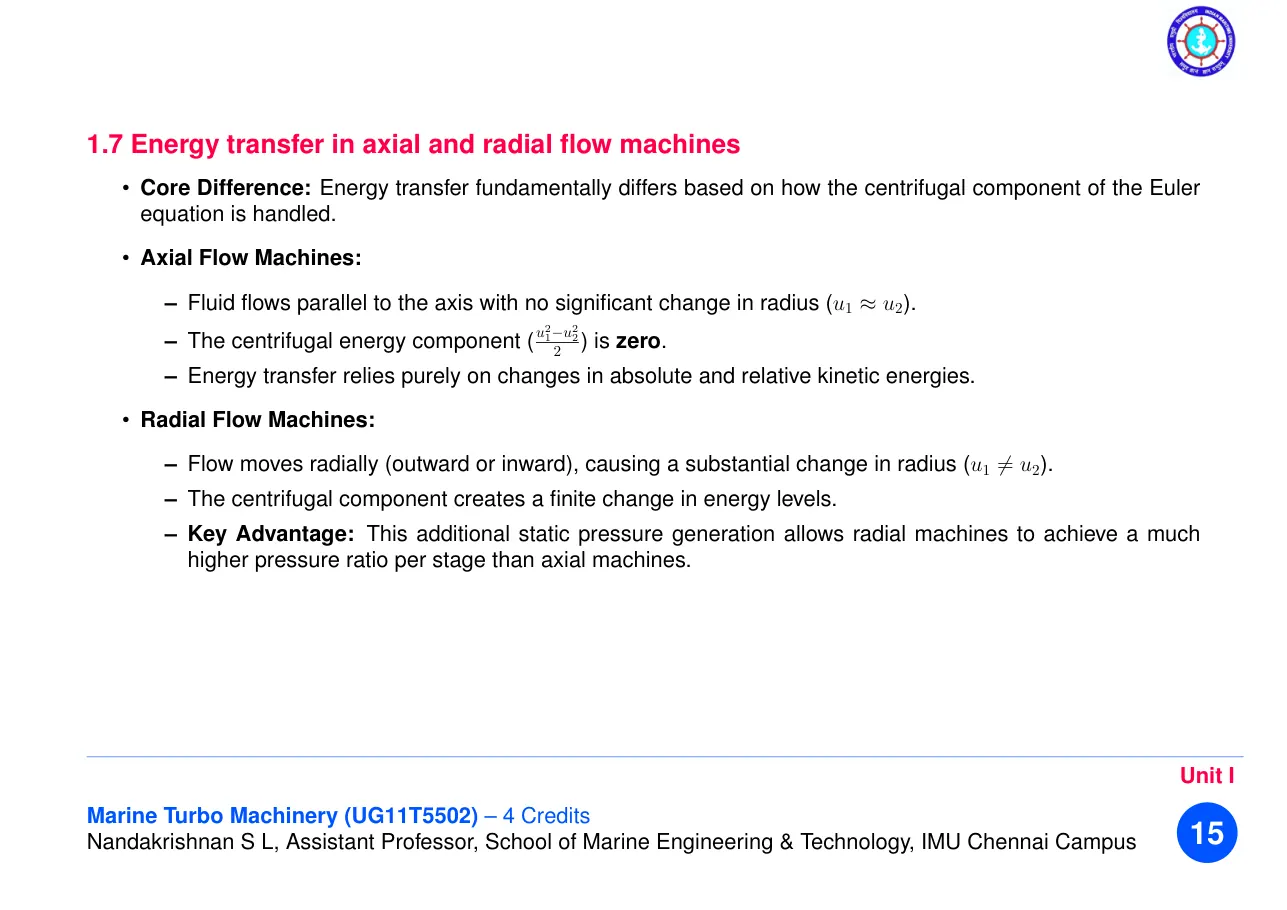 1.7 Energy transfer in axial and radial flow machines
• Core Difference: Energy transfer fundamentally differs based on how the centrifugal component of the Euler
equation is handled.
• Axial Flow Machines:
– Fluid flows parallel to the axis with no significant change in radius (u₁ ≈ u₂).
– The centrifugal energy component ((u₁²−u₂²)/2) is zero.
– Energy transfer relies purely on changes in absolute and relative kinetic energies.
• Radial Flow Machines:
– Flow moves radially (outward or inward), causing a substantial change in radius (u₁ ≠ u₂).
– The centrifugal component creates a finite change in energy levels.
– Key Advantage: This additional static pressure generation allows radial machines to achieve a much
higher pressure ratio per stage than axial machines.
Unit I
Marine Turbo Machinery (UG11T5502) – 4 Credits
Nandakrishnan S L, Assistant Professor, School of Marine Engineering & Technology, IMU Chennai Campus
15